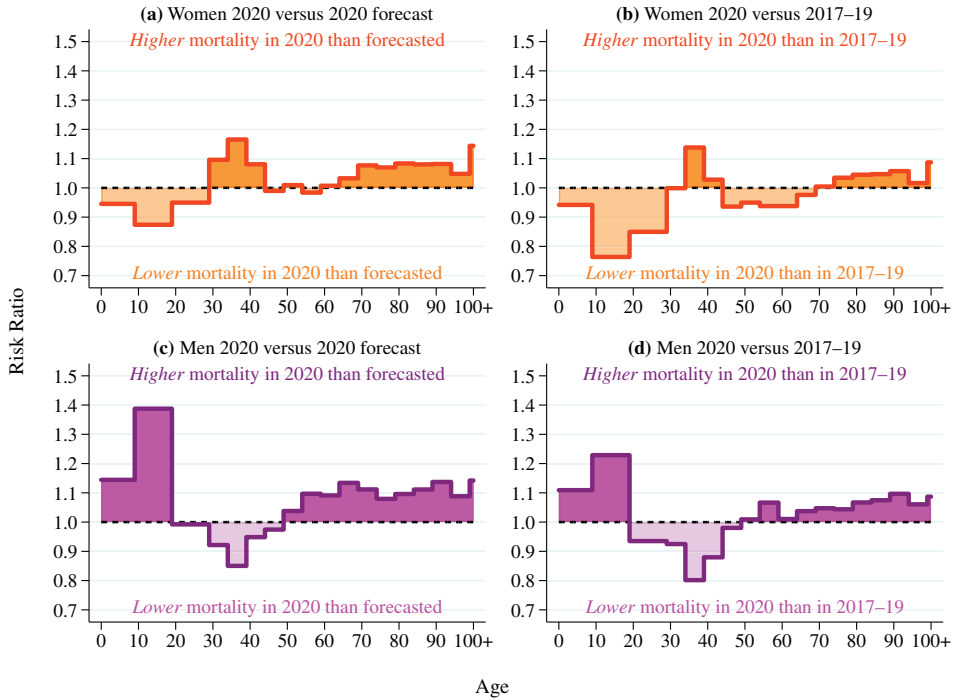 (a) Women 2020 versus 2020 forecast
Higher mortality in 2020 than forecasted
1.5
1.4
1.3
1.2
1.1
1.0
0.9
0.8
0.7
Lower mortality in 2020 than forecasted
0 10 20 30 40 50 60 70 80 90 100+
(b) Women 2020 versus 2017–19
Higher mortality in 2020 than in 2017–19
1.5
1.4
1.3
1.2
1.1
1.0
0.9
0.8
0.7
Lower mortality in 2020 than in 2017–19
0 10 20 30 40 50 60 70 80 90 100+
Risk Ratio
(c) Men 2020 versus 2020 forecast
Higher mortality in 2020 than forecasted
1.5
1.4
1.3
1.2
1.1
1.0
0.9
0.8
0.7
Lower mortality in 2020 than forecasted
0 10 20 30 40 50 60 70 80 90 100+
(d) Men 2020 versus 2017–19
Higher mortality in 2020 than in 2017–19
1.5
1.4
1.3
1.2
1.1
1.0
0.9
0.8
0.7
Lower mortality in 2020 than in 2017–19
0 10 20 30 40 50 60 70 80 90 100+
Age